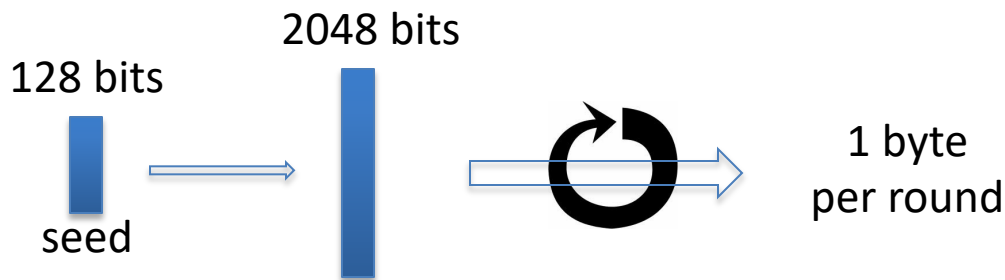 128 bits
seed
2048 bits
1 byte
per round